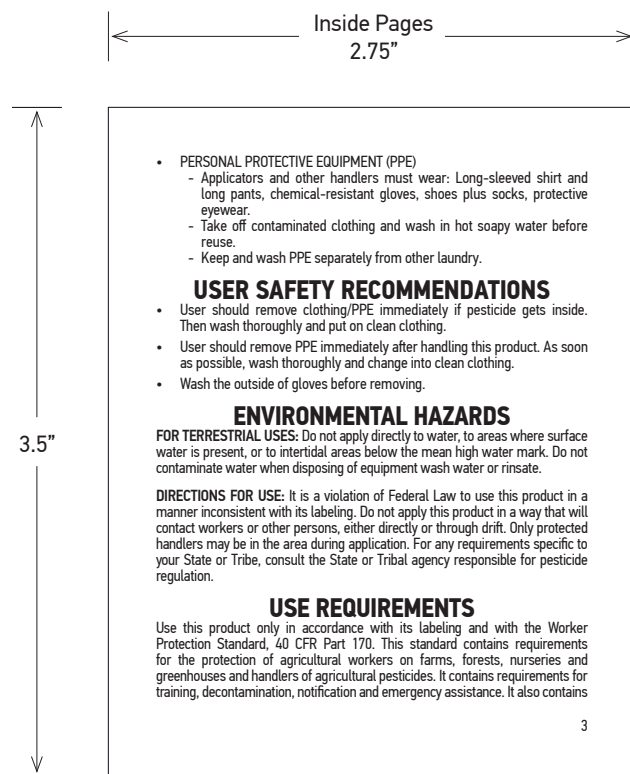 Inside Pages
2.75”
3.5”
• PERSONAL PROTECTIVE EQUIPMENT (PPE)
- Applicators and other handlers must wear: Long-sleeved shirt and
long pants, chemical-resistant gloves, shoes plus socks, protective
eyewear.
- Take off contaminated clothing and wash in hot soapy water before
reuse.
- Keep and wash PPE separately from other laundry.
USER SAFETY RECOMMENDATIONS
• User should remove clothing/PPE immediately if pesticide gets inside.
Then wash thoroughly and put on clean clothing.
• User should remove PPE immediately after handling this product. As soon
as possible, wash thoroughly and change into clean clothing.
• Wash the outside of gloves before removing.
ENVIRONMENTAL HAZARDS
FOR TERRESTRIAL USES: Do not apply directly to water, to areas where surface
water is present, or to intertidal areas below the mean high water mark. Do not
contaminate water when disposing of equipment wash water or rinsate.
DIRECTIONS FOR USE: It is a violation of Federal Law to use this product in a
manner inconsistent with its labeling. Do not apply this product in a way that will
contact workers or other persons, either directly or through drift. Only protected
handlers may be in the area during application. For any requirements specific to
your State or Tribe, consult the State or Tribal agency responsible for pesticide
regulation.
USE REQUIREMENTS
Use this product only in accordance with its labeling and with the Worker
Protection Standard, 40 CFR Part 170. This standard contains requirements
for the protection of agricultural workers on farms, forests, nurseries and
greenhouses and handlers of agricultural pesticides. It contains requirements for
training, decontamination, notification and emergency assistance. It also contains
3